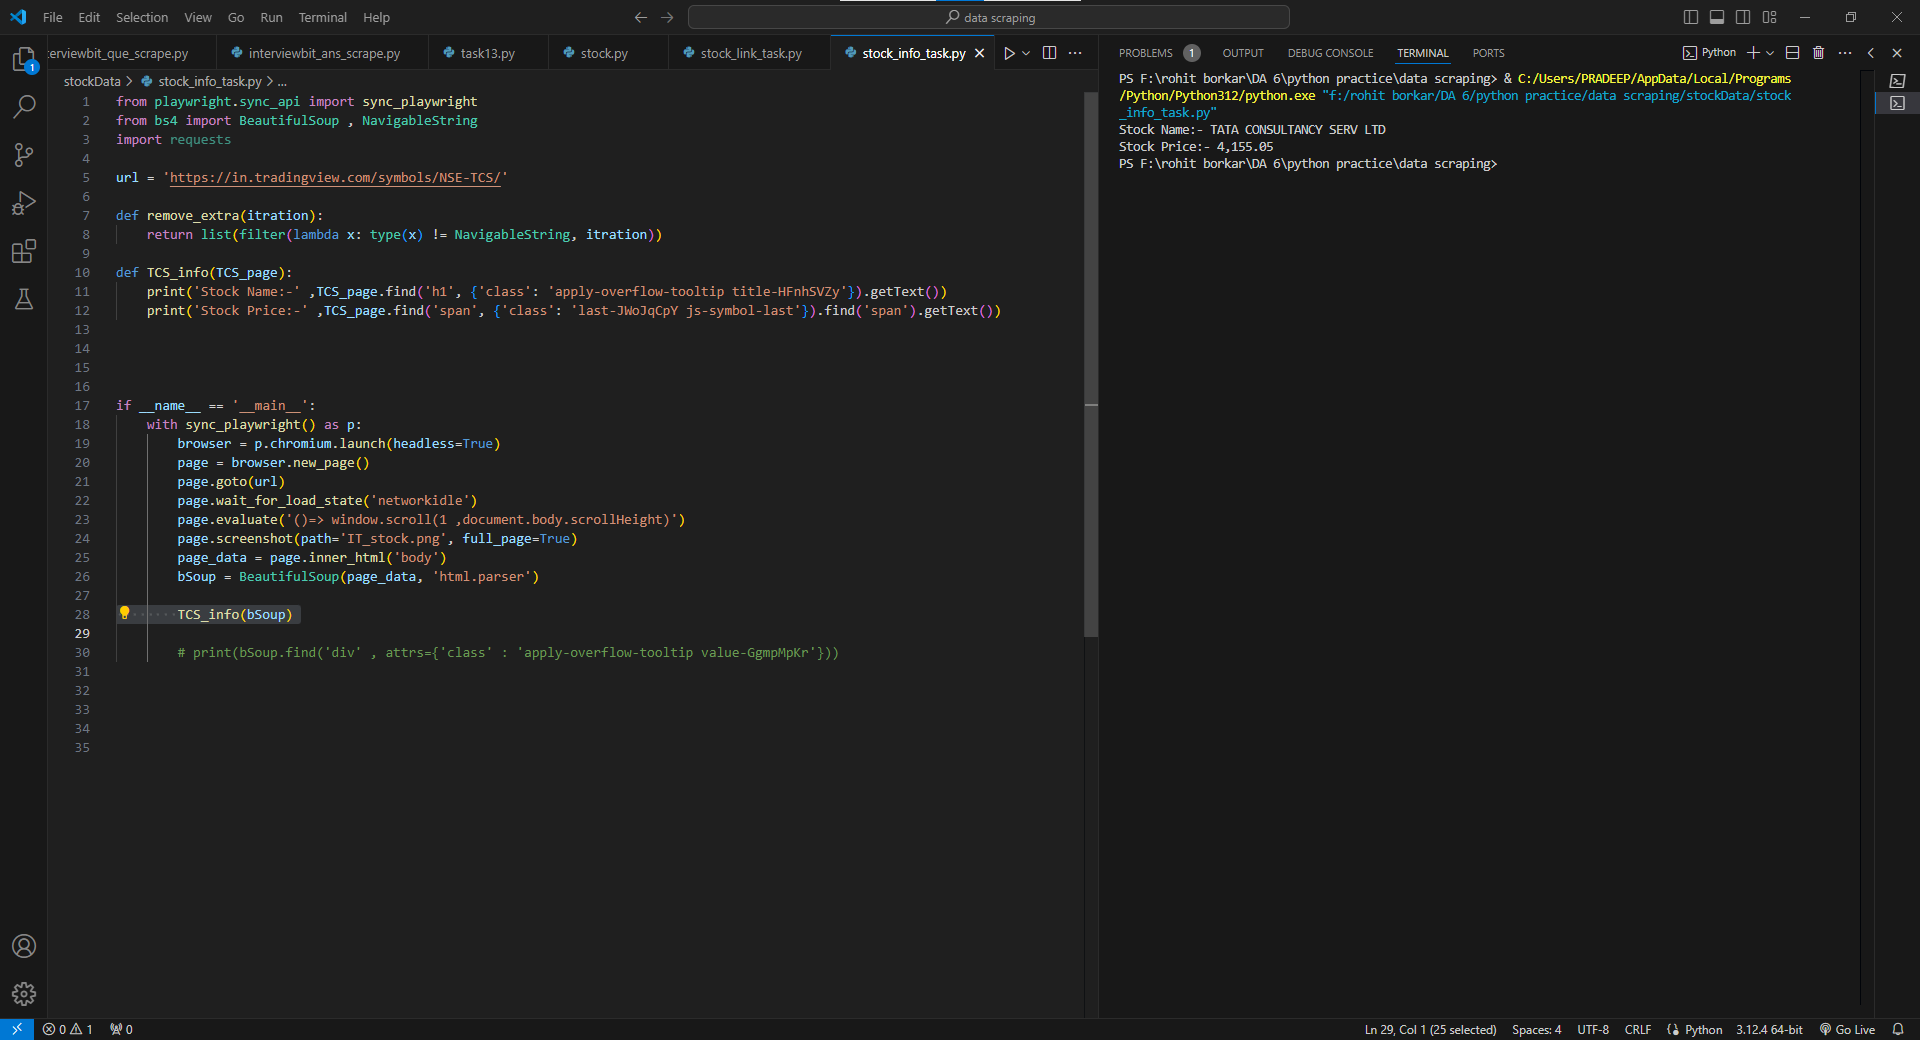 File Edit Selection View Go Run Terminal Help
data scraping
erviewbit_que_scrape.py interviewbit_ans_scrape.py task13.py stock.py stock_link_task.py stock_info_task.py
stockData > stock_info_task.py > ...
1 from playwright.sync_api import sync_playwright
2 from bs4 import BeautifulSoup , NavigableString
3 import requests
4
5 url = 'https://in.tradingview.com/symbols/NSE-TCS/'
6
7 def remove_extra(itration):
8 return list(filter(lambda x: type(x) != NavigableString, itration))
9
10 def TCS_info(TCS_page):
11 print('Stock Name:-' ,TCS_page.find('h1', {'class': 'apply-overflow-tooltip title-HFnhSVZy'}).getText())
12 print('Stock Price:-' ,TCS_page.find('span', {'class': 'last-JWoJqCpY js-symbol-last'}).find('span').getText())
13
14
15
16
17 if __name__ == '__main__':
18 with sync_playwright() as p:
19 browser = p.chromium.launch(headless=True)
20 page = browser.new_page()
21 page.goto(url)
22 page.wait_for_load_state('networkidle')
23 page.evaluate('()=> window.scroll(1 ,document.body.scrollHeight)')
24 page.screenshot(path='IT_stock.png', full_page=True)
25 page_data = page.inner_html('body')
26 bSoup = BeautifulSoup(page_data, 'html.parser')
27
28 TCS_info(bSoup)
29
30 # print(bSoup.find('div' , attrs={'class' : 'apply-overflow-tooltip value-GgmpMpKr'}))
31
32
33
34
35
PROBLEMS 1 OUTPUT DEBUG CONSOLE TERMINAL PORTS
Python
PS F:\rohit borkar\DA 6\python practice\data scraping> & C:/Users/PRADEEP/AppData/Local/Programs
/Python/Python312/python.exe "f:/rohit borkar/DA 6/python practice/data scraping/stockData/stock
_info_task.py"
Stock Name:- TATA CONSULTANCY SERV LTD
Stock Price:- 4,155.05
PS F:\rohit borkar\DA 6\python practice\data scraping>
1
0 1 0
Ln 29, Col 1 (25 selected) Spaces: 4 UTF-8 CRLF Python 3.12.4 64-bit Go Live